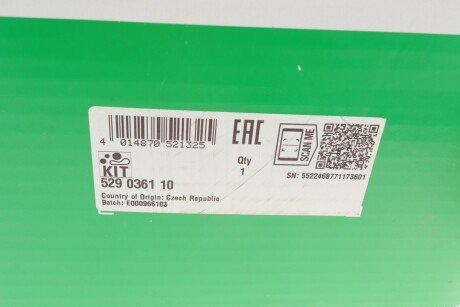 4 014870 521325
EAC
SCAN ME
KIT
Qty
1
529 0361 10
SN: 5522468771173601
Country of Origin: Czech Republic
Batch: E000966103